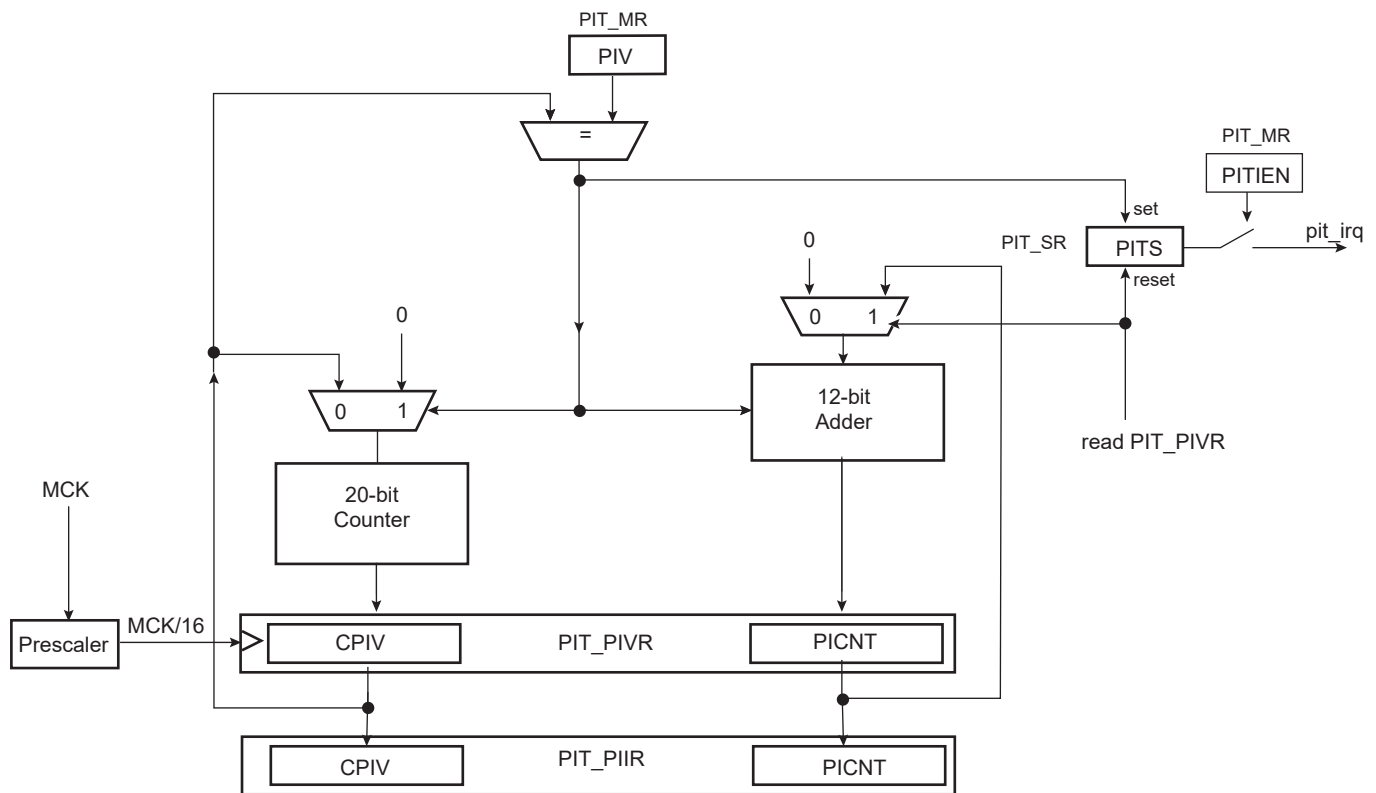 PIT_MR
PIV
=
PIT_MR
PITIEN
set
0
PIT_SR
PITS
pit_irq
reset
0
0 1
0 1
12-bit
Adder
read PIT_PIVR
MCK
20-bit
Counter
MCK/16
Prescaler
CPIV
PIT_PIVR
PICNT
CPIV
PIT_PIIR
PICNT